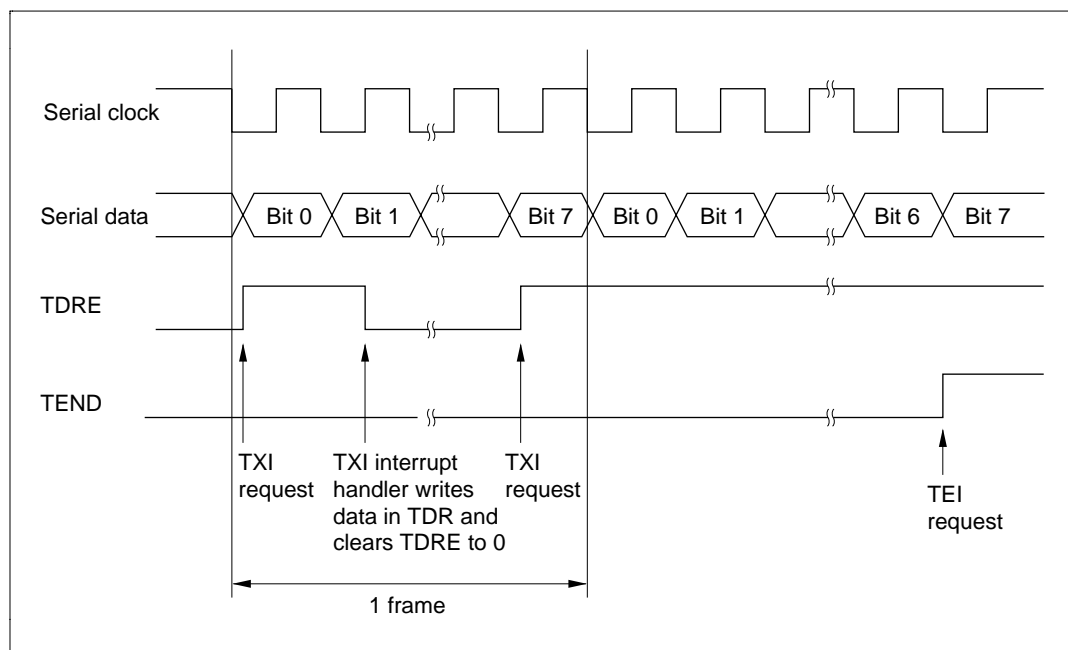 Serial clock
Serial data
Bit 0
Bit 1
Bit 7
Bit 0
Bit 1
Bit 6
Bit 7
TDRE
TEND
TXI
request
TXI interrupt
handler writes
data in TDR and
clears TDRE to 0
TXI
request
TEI
request
1 frame